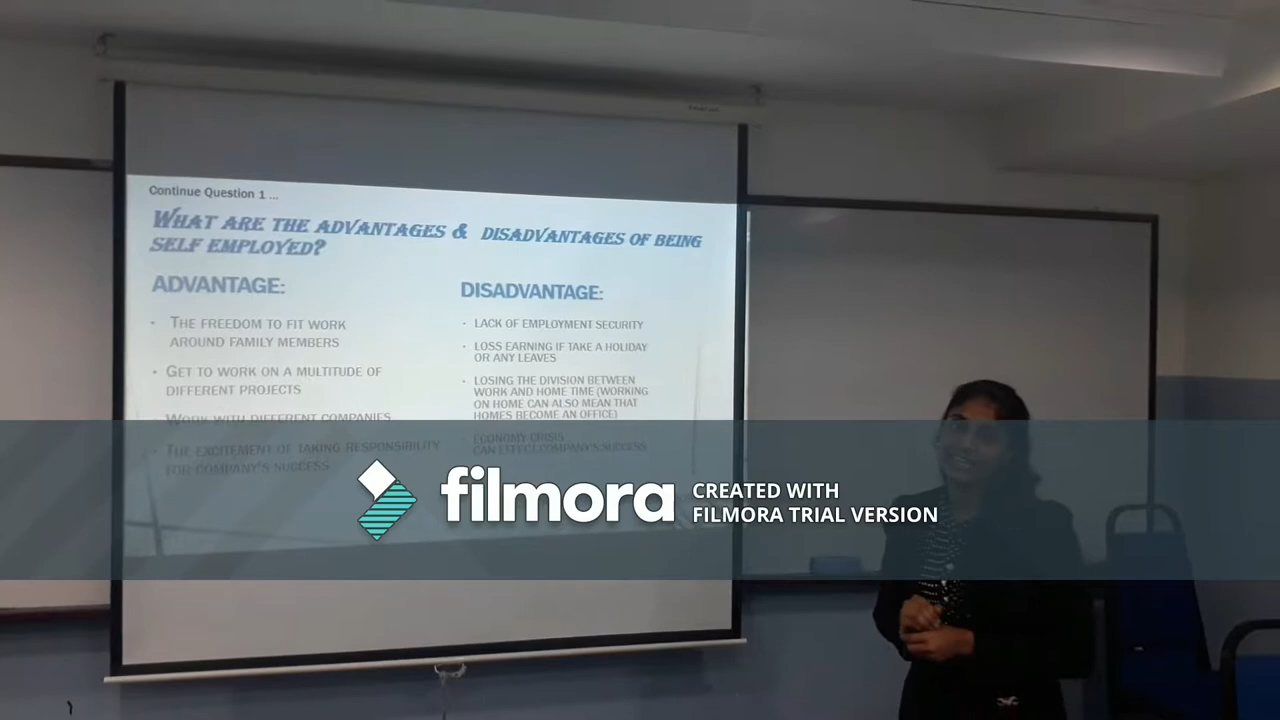 Continue Question 1 ...
WHAT ARE THE ADVANTAGES & DISADVANTAGES OF BEING
SELF EMPLOYED?
ADVANTAGE:
• THE FREEDOM TO FIT WORK
AROUND FAMILY MEMBERS
• GET TO WORK ON A MULTITUDE OF
DIFFERENT PROJECTS
• WORK WITH DIFFERENT COMPANIES
• THE EXCITEMENT OF TAKING RESPONSIBILITY
FOR COMPANY'S SUCCESS
DISADVANTAGE:
• LACK OF EMPLOYMENT SECURITY
• LOSS EARNING IF TAKE A HOLIDAY
OR ANY LEAVES
• LOSING THE DIVISION BETWEEN
WORK AND HOME TIME (WORKING
ON HOME CAN ALSO MEAN THAT
HOMES BECOME AN OFFICE)
• ECONOMY CRISIS
CAN EFFECT COMPANY'S SUCCESS
filmora
CREATED WITH
FILMORA TRIAL VERSION